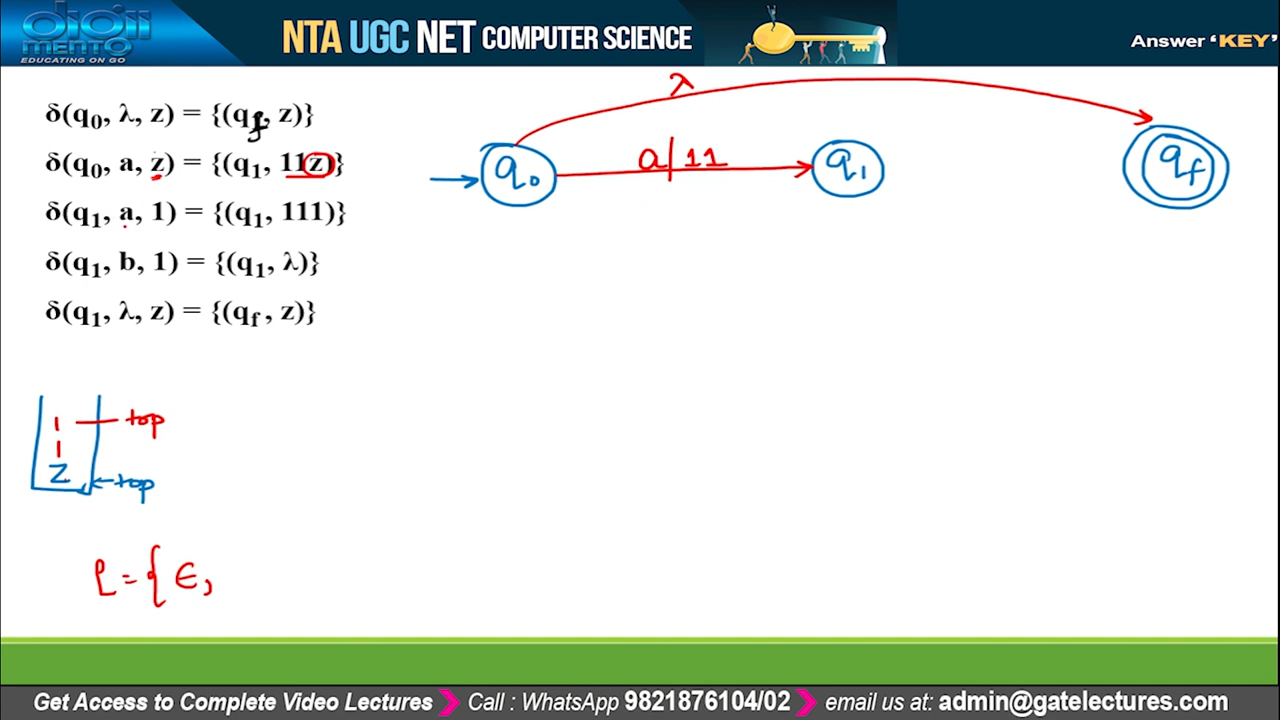 didii
MENTO
EDUCATING ON GO
NTA UGC NET COMPUTER SCIENCE
Answer ‘KEY’
δ(q₀, λ, z) = {(qf, z)}
δ(q₀, a, z) = {(q₁, 11z)}
δ(q₁, a, 1) = {(q₁, 111)}
δ(q₁, b, 1) = {(q₁, λ)}
δ(q₁, λ, z) = {(qf , z)}
λ
q₀
a/11
q₁
qf
1 top
1
Z top
L = { ϵ,
Get Access to Complete Video Lectures Call : WhatsApp 9821876104/02 email us at: admin@gatelectures.com